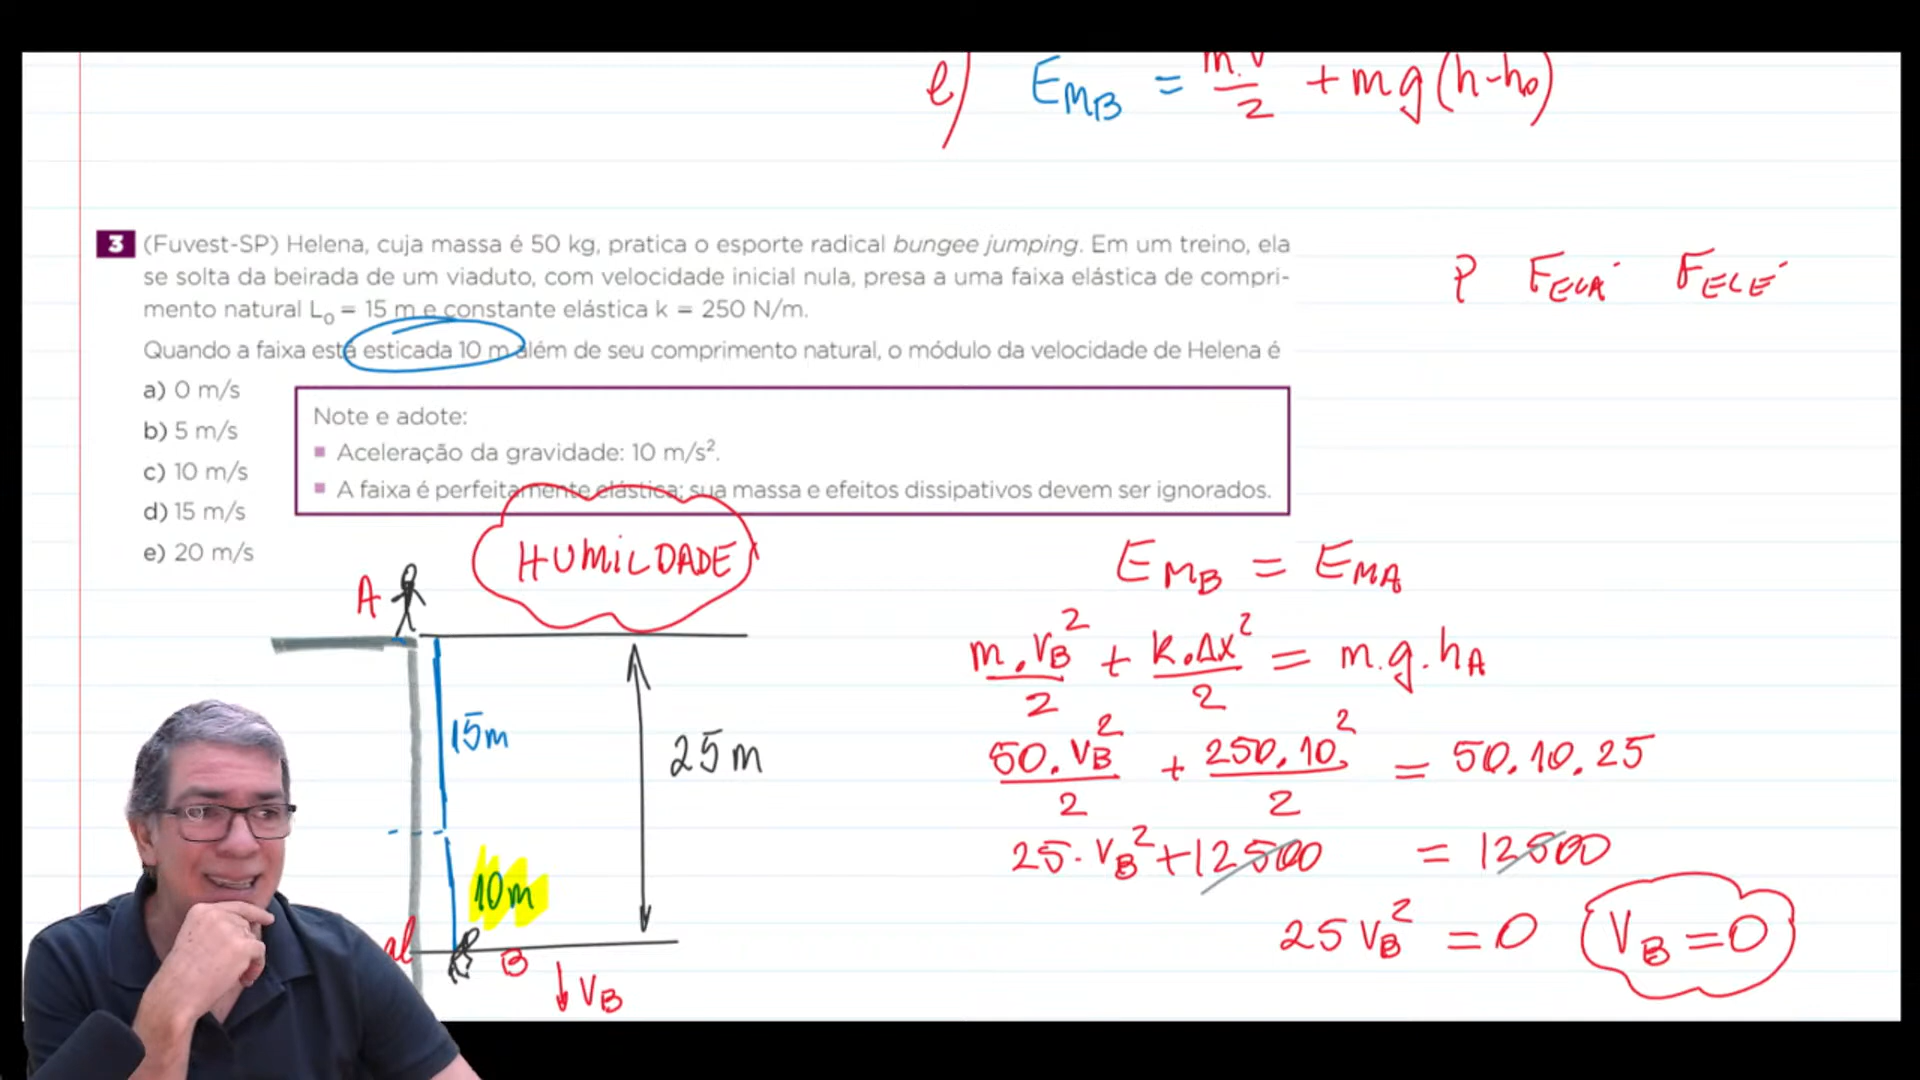 e) E_MB = m.v/2 + mg(h-h₀)
3 (Fuvest-SP) Helena, cuja massa é 50 kg, pratica o esporte radical bungee jumping. Em um treino, ela
se solta da beirada de um viaduto, com velocidade inicial nula, presa a uma faixa elástica de compri-
mento natural L₀ = 15 m e constante elástica k = 250 N/m.
Quando a faixa está esticada 10 m além de seu comprimento natural, o módulo da velocidade de Helena é
a) 0 m/s
b) 5 m/s
c) 10 m/s
d) 15 m/s
e) 20 m/s
Note e adote:
▪ Aceleração da gravidade: 10 m/s².
▪ A faixa é perfeitamente elástica; sua massa e efeitos dissipativos devem ser ignorados.
P F_ELÁ F_ELE
HUMILDADE
A
15m
25m
10m
B
↓ V_B
E_MB = E_MA
m.V_B²/2 + k.Δx²/2 = m.g.h_A
50.V_B²/2 + 250.10²/2 = 50.10.25
25.V_B² + 12500 = 12500
25 V_B² = 0 V_B = 0